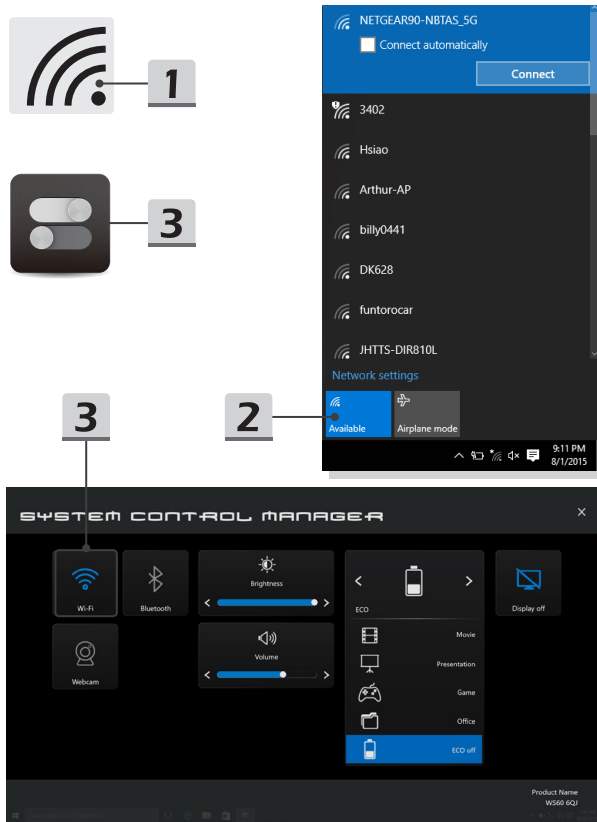 1
3
NETGEAR90-NBTAS_5G
Connect automatically
Connect
3402
Hsiao
Arthur-AP
billy0441
DK628
funtorocar
JHTTS-DIR810L
Network settings
Available
Airplane mode
9:11 PM
8/1/2015
3
2
SYSTEM CONTROL MANAGER
Wi-Fi
Bluetooth
Webcam
Brightness
Volume
ECO
Movie
Presentation
Game
Office
ECO off
Display off
Product Name
WS60 6QJ